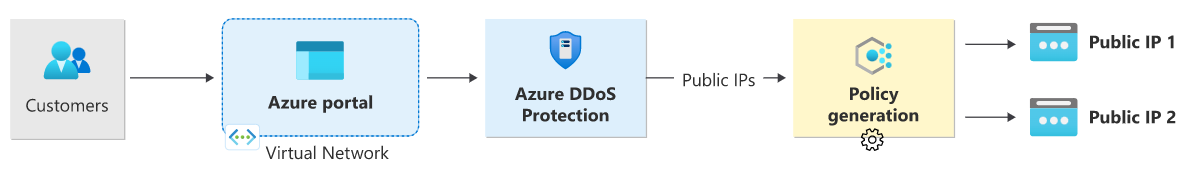 Customers
Azure portal
Virtual Network
Azure DDoS
Protection
Public IPs
Policy
generation
Public IP 1
Public IP 2